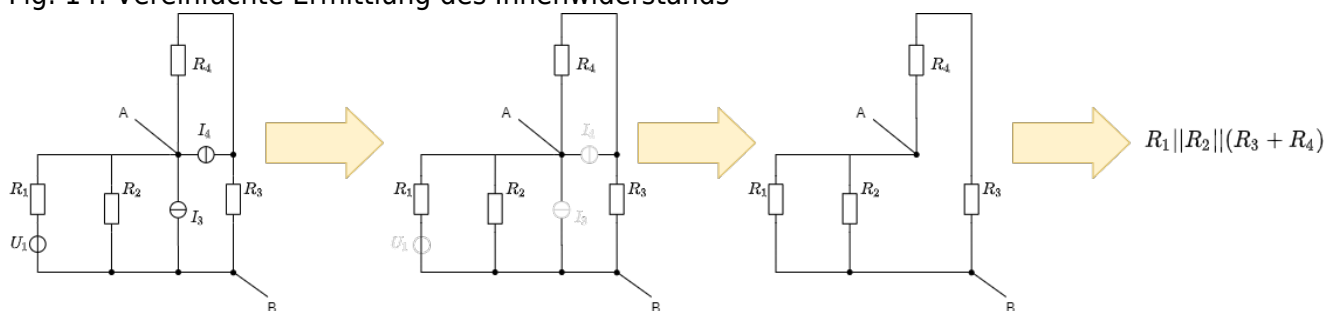 Fig. 14: Vereinfachte Ermittlung des Innenwiderstands
R4
A
I4
R1
R2
I3
R3
U1
B
R4
A
I4
R1
R2
I3
R3
U1
B
R4
A
R1
R2
R3
B
R1||R2||(R3 + R4)